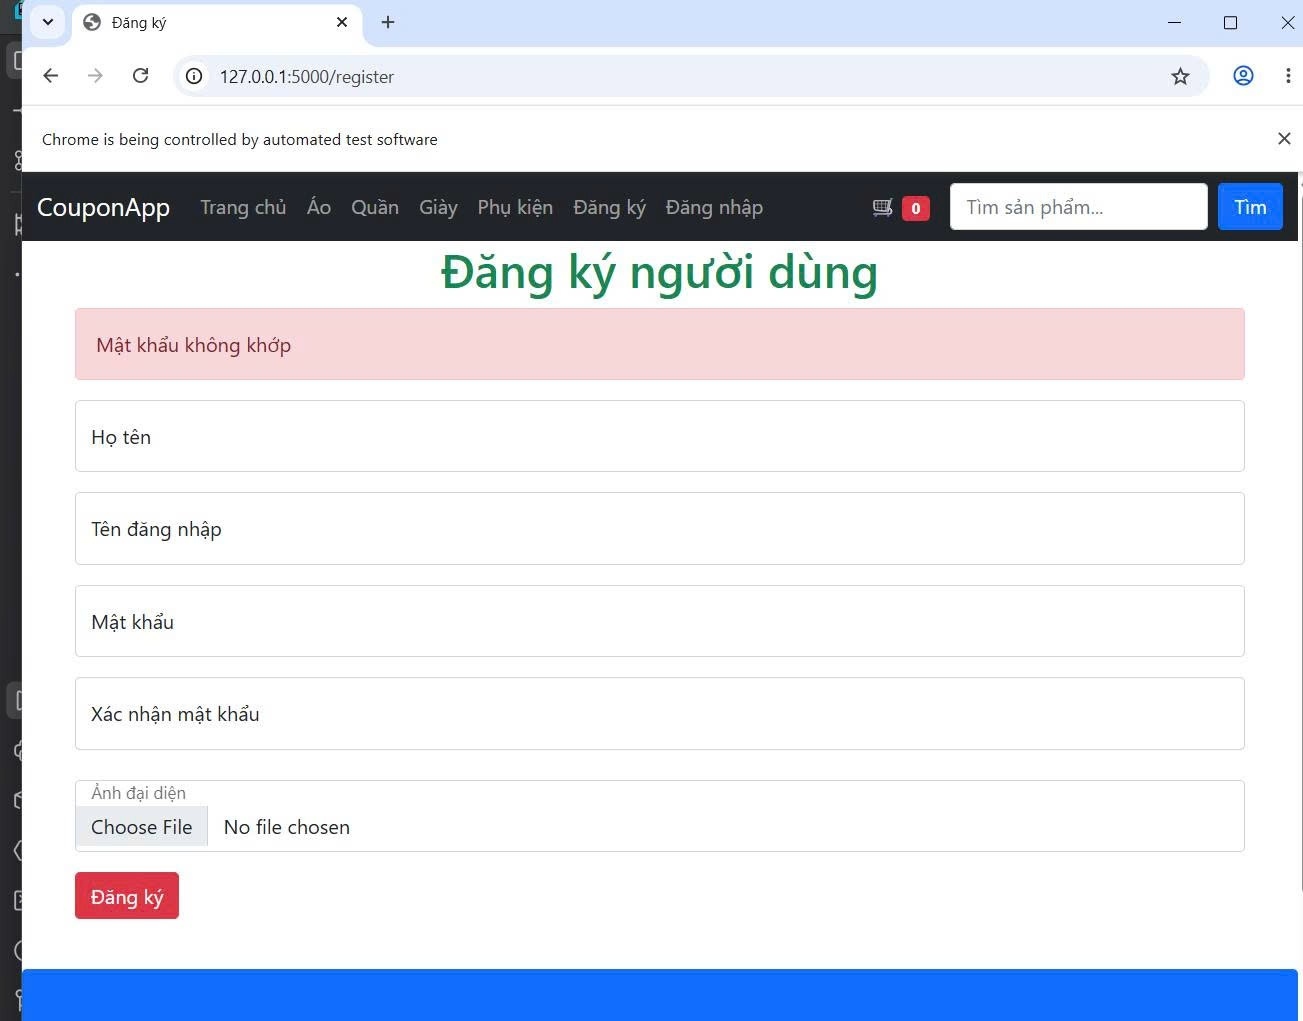 Đăng ký
127.0.0.1:5000/register
Chrome is being controlled by automated test software
CouponApp Trang chủ Áo Quần Giày Phụ kiện Đăng ký Đăng nhập 0 Tìm sản phẩm... Tìm
Đăng ký người dùng
Mật khẩu không khớp
Họ tên
Tên đăng nhập
Mật khẩu
Xác nhận mật khẩu
Ảnh đại diện
Choose File No file chosen
Đăng ký